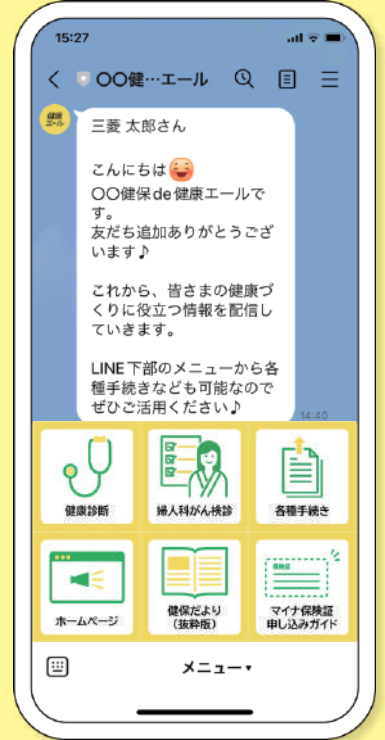 15:27
〇〇健…エール
健康
エール
三菱 太郎さん
こんにちは
〇〇健保de健康エールで
す。
友だち追加ありがとうござ
います♪
これから、皆さまの健康づ
くりに役立つ情報を配信し
ていきます。
LINE下部のメニューから各
種手続きなども可能なので
ぜひご活用ください♪
14:40
健康診断
婦人科がん検診
各種手続き
ホームページ
健保だより
(抜粋版)
保険証
マイナ保険証
申し込みガイド
メニュー▾